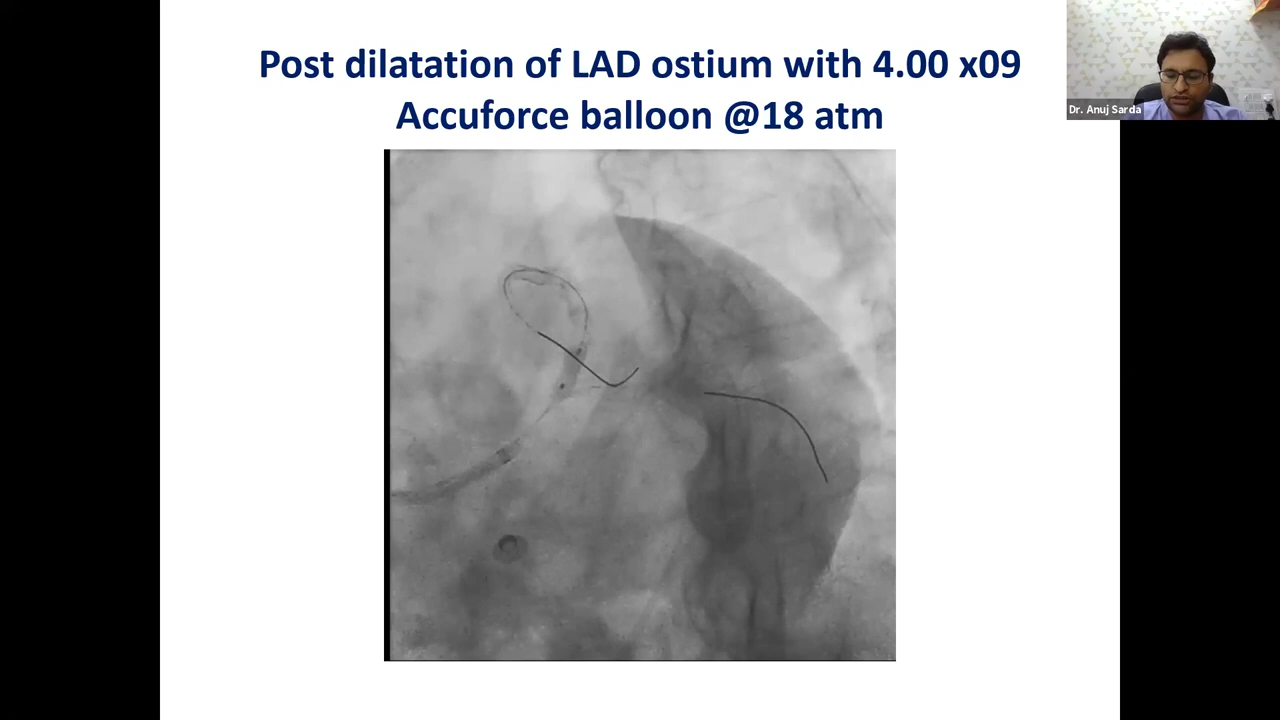 Post dilatation of LAD ostium with 4.00 x09
Accuforce balloon @18 atm
Dr. Anuj Sarda